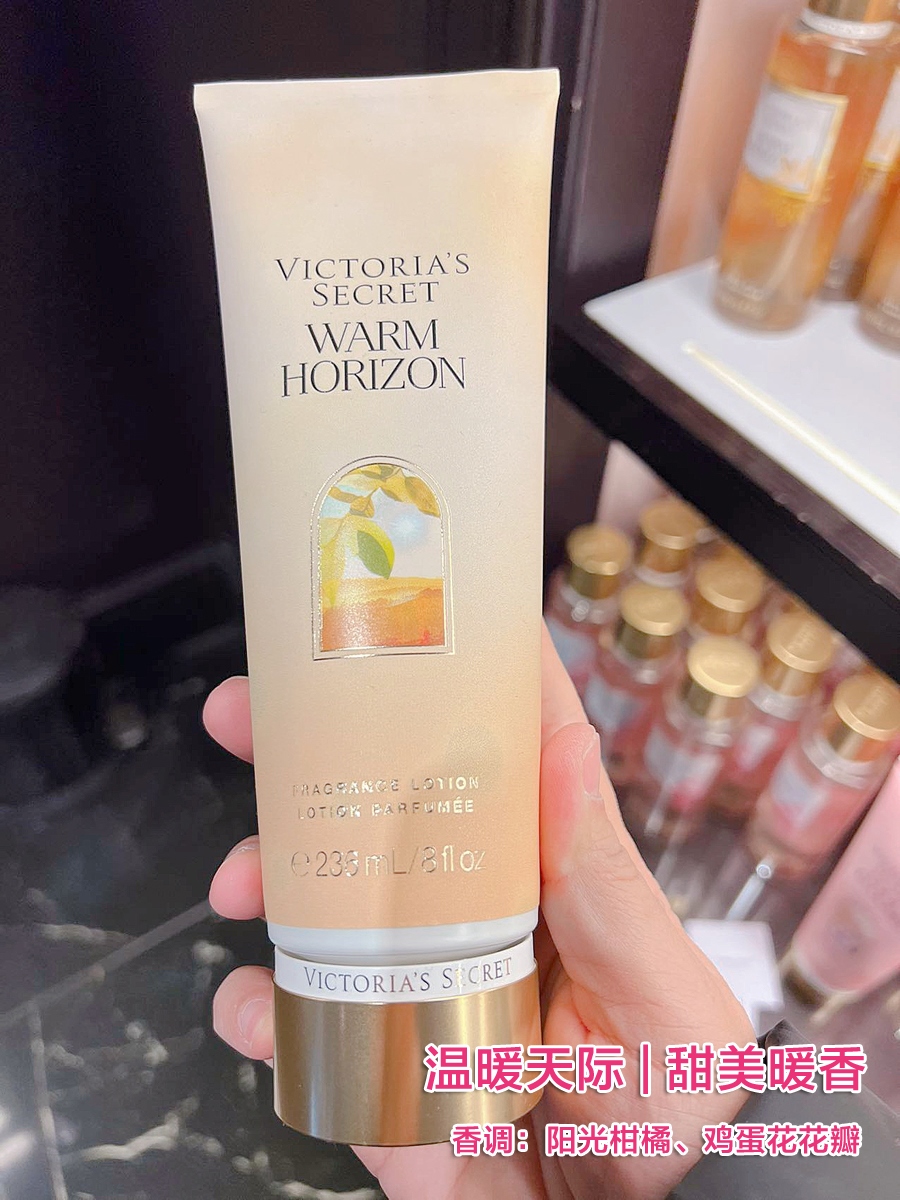 VICTORIA'S
SECRET
WARM
HORIZON
FRAGRANCE LOTION
LOTION PARFUMÉE
e 236 mL/8 fl oz
VICTORIA'S SECRET
温暖天际 | 甜美暖香
香调：阳光柑橘、鸡蛋花花瓣